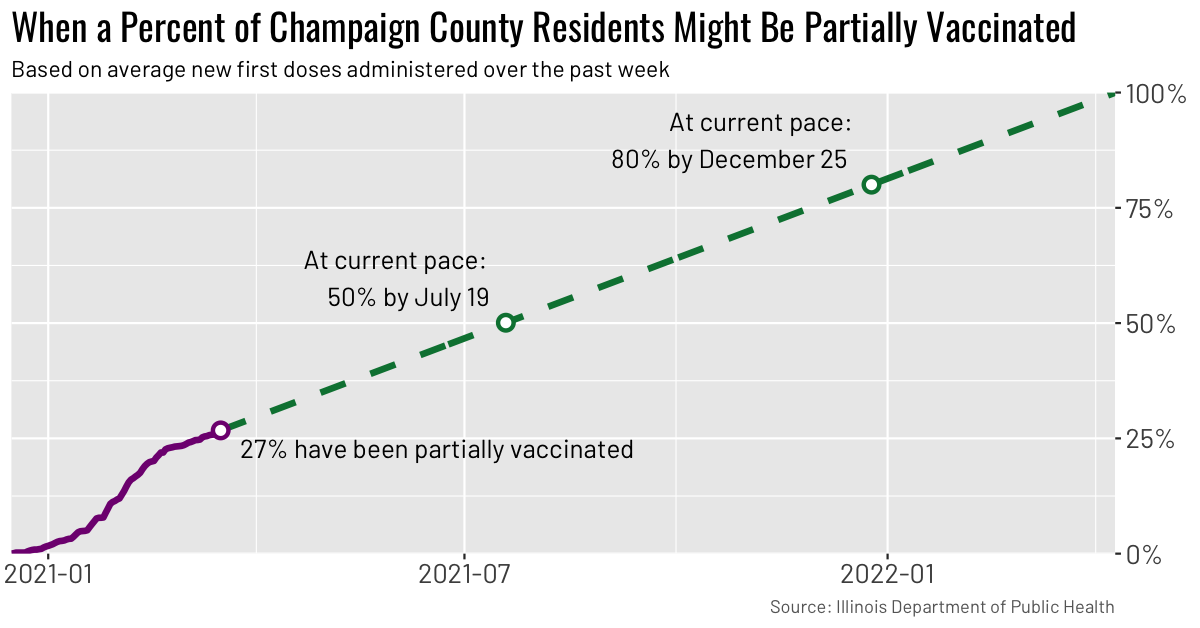 When a Percent of Champaign County Residents Might Be Partially Vaccinated
Based on average new first doses administered over the past week
100%
At current pace:
80% by December 25
75%
At current pace:
50% by July 19
50%
27% have been partially vaccinated
25%
0%
2021-01
2021-07
2022-01
Source: Illinois Department of Public Health